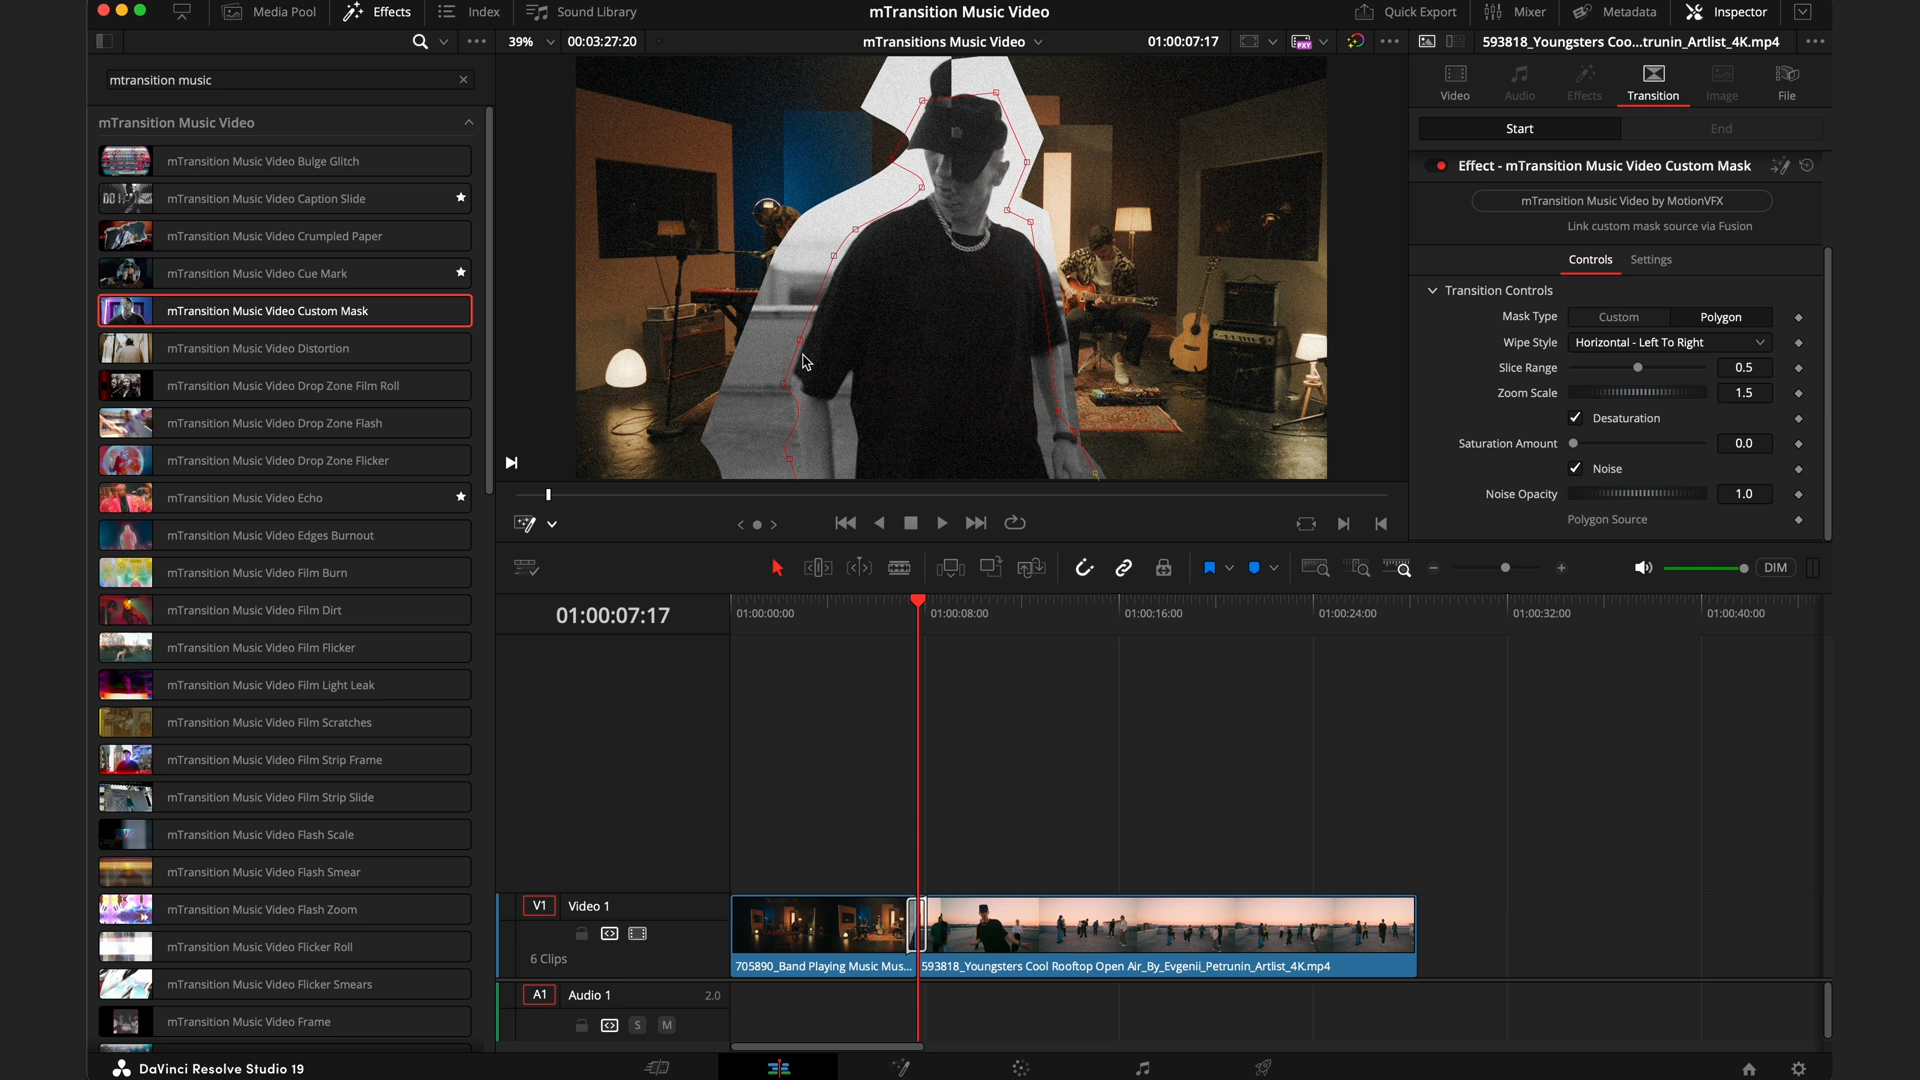 Media Pool
Effects
Index
Sound Library
mTransition Music Video
Quick Export
Mixer
Metadata
Inspector
39%
00:03:27:20
mTransitions Music Video
01:00:07:17
593818_Youngsters Coo...trunin_Artlist_4K.mp4
mtransition music
mTransition Music Video
mTransition Music Video Bulge Glitch
mTransition Music Video Caption Slide
mTransition Music Video Crumpled Paper
mTransition Music Video Cue Mark
mTransition Music Video Custom Mask
mTransition Music Video Distortion
mTransition Music Video Drop Zone Film Roll
mTransition Music Video Drop Zone Flash
mTransition Music Video Drop Zone Flicker
mTransition Music Video Echo
mTransition Music Video Edges Burnout
mTransition Music Video Film Burn
mTransition Music Video Film Dirt
mTransition Music Video Film Flicker
mTransition Music Video Film Light Leak
mTransition Music Video Film Scratches
mTransition Music Video Film Strip Frame
mTransition Music Video Film Strip Slide
mTransition Music Video Flash Scale
mTransition Music Video Flash Smear
mTransition Music Video Flash Zoom
mTransition Music Video Flicker Roll
mTransition Music Video Flicker Smears
mTransition Music Video Frame
Video
Audio
Effects
Transition
Image
File
Start
End
Effect - mTransition Music Video Custom Mask
mTransition Music Video by MotionVFX
Link custom mask source via Fusion
Controls
Settings
Transition Controls
Mask Type
Custom
Polygon
Wipe Style
Horizontal - Left To Right
Slice Range
0.5
Zoom Scale
1.5
Desaturation
Saturation Amount
0.0
Noise
Noise Opacity
1.0
Polygon Source
DIM
01:00:07:17
01:00:00:00
01:00:08:00
01:00:16:00
01:00:24:00
01:00:32:00
01:00:40:00
V1
Video 1
6 Clips
705890_Band Playing Music Mus...
593818_Youngsters Cool Rooftop Open Air_By_Evgenii_Petrunin_Artlist_4K.mp4
A1
Audio 1
2.0
S
M
DaVinci Resolve Studio 19